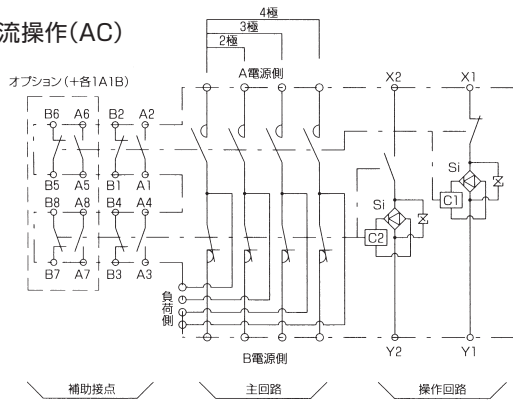 流操作(AC)
4極
3極
2極
A電源側
X2
X1
オプション(+各1A1B)
B6 A6 B2 A2
B5 A5 B1 A1
B8 A8 B4 A4
B7 A7 B3 A3
Si
C1
Si
C2
負荷側
B電源側
Y2
Y1
補助接点
主回路
操作回路